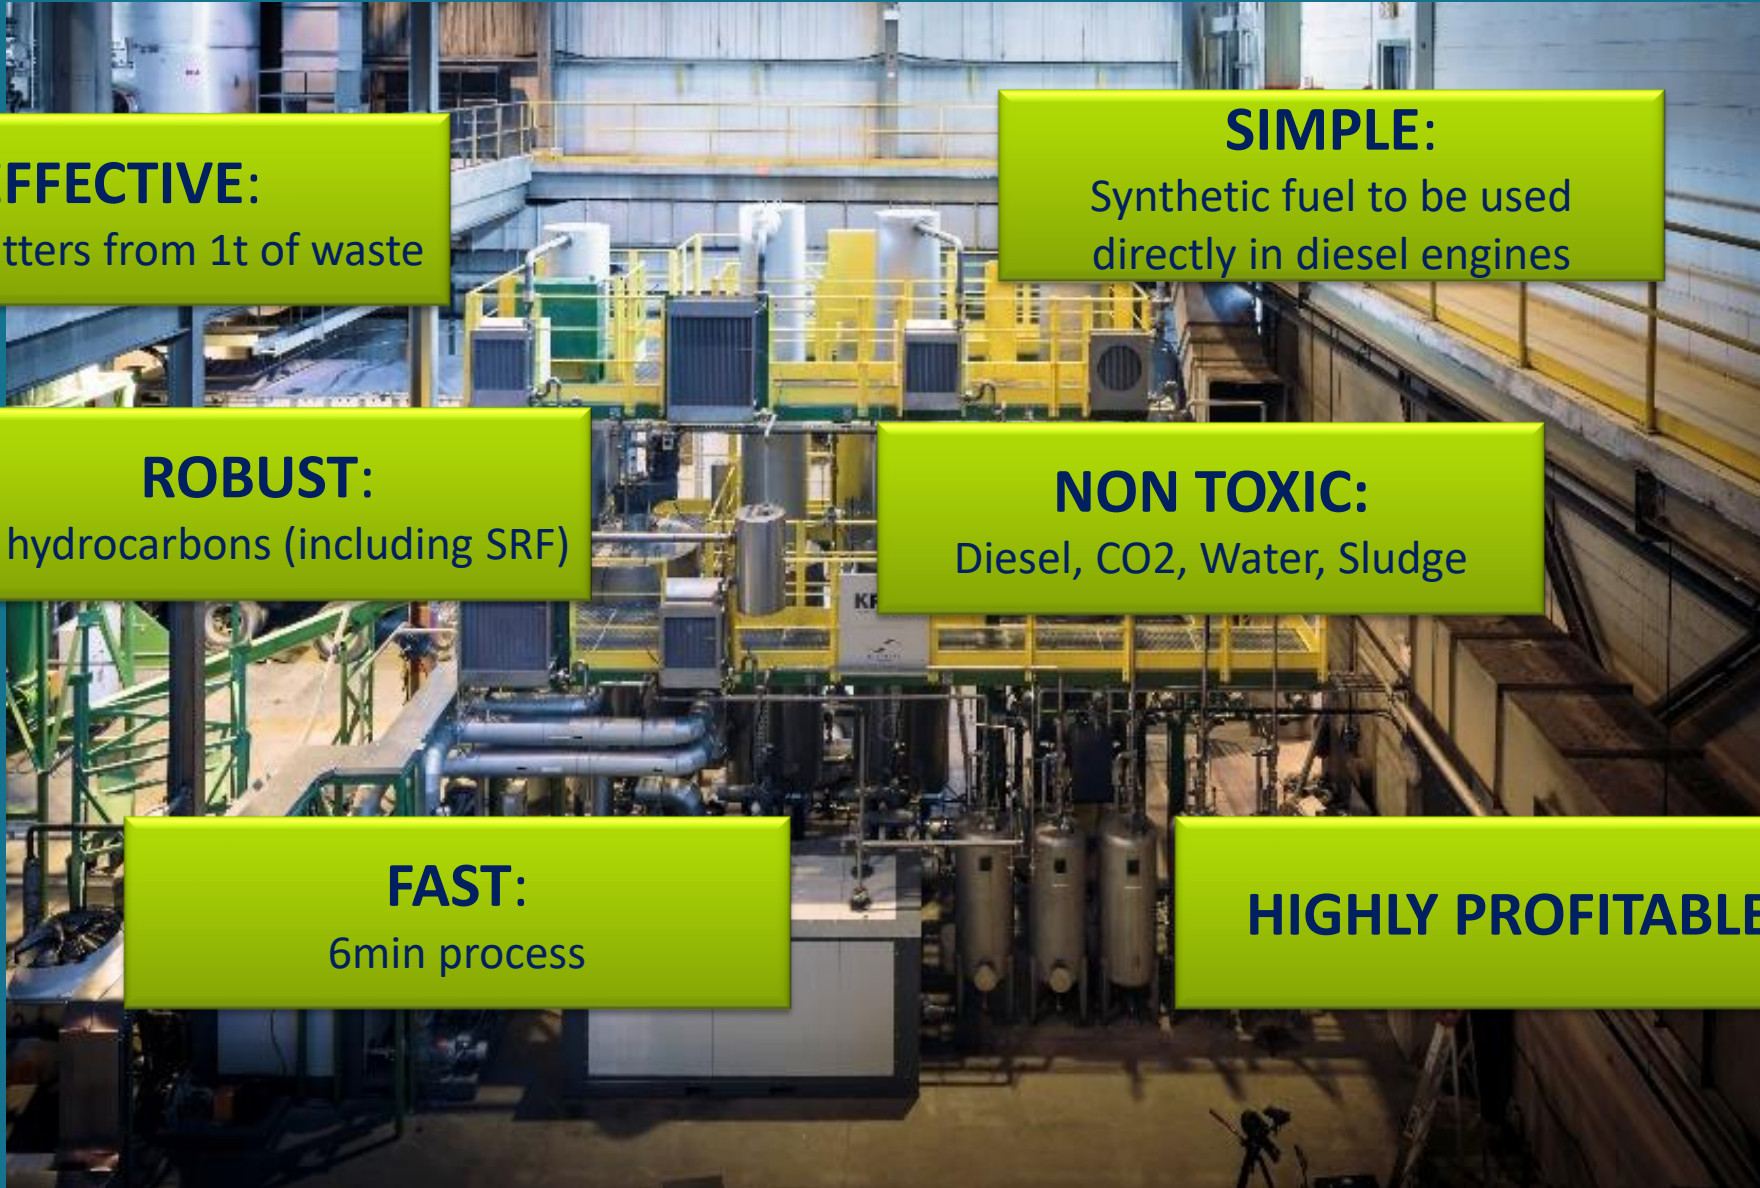 FFECTIVE:
tters from 1t of waste
SIMPLE:
Synthetic fuel to be used
directly in diesel engines
ROBUST:
hydrocarbons (including SRF)
NON TOXIC:
Diesel, CO2, Water, Sludge
FAST:
6min process
HIGHLY PROFITABLE